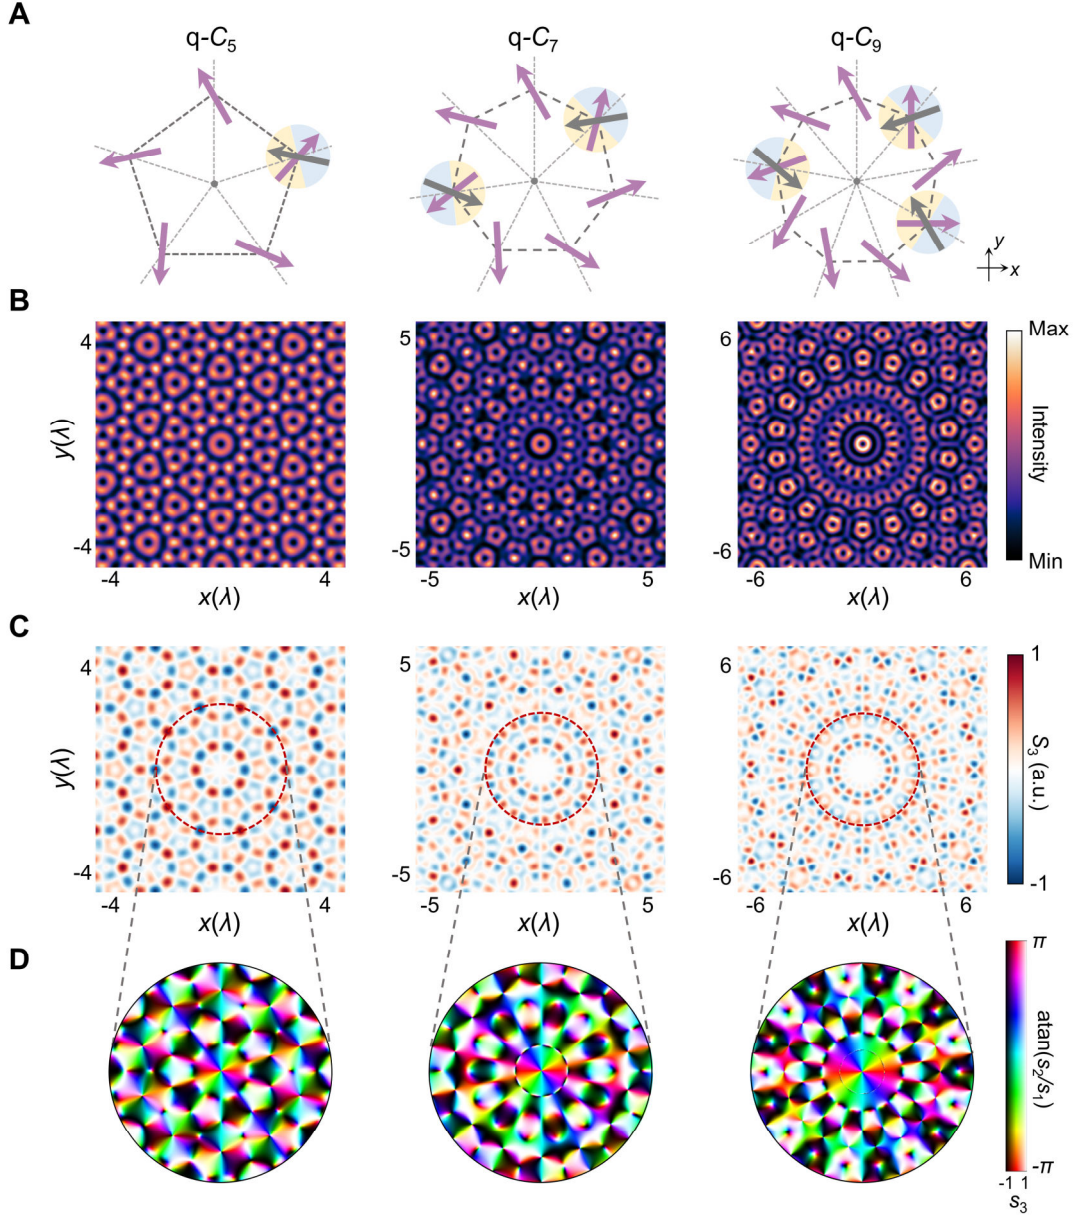 A
q-C5 q-C7 q-C9
y
x
B
4 5 6
y(λ)
-4 -5 -6
-4 4 -5 5 -6 6
x(λ) x(λ) x(λ)
Max
Intensity
Min
C
4 5 6
y(λ)
-4 -5 -6
-4 4 -5 5 -6 6
x(λ) x(λ) x(λ)
1
S3 (a.u.)
-1
D
π
atan(s2/s1)
-π
-1 1
s3